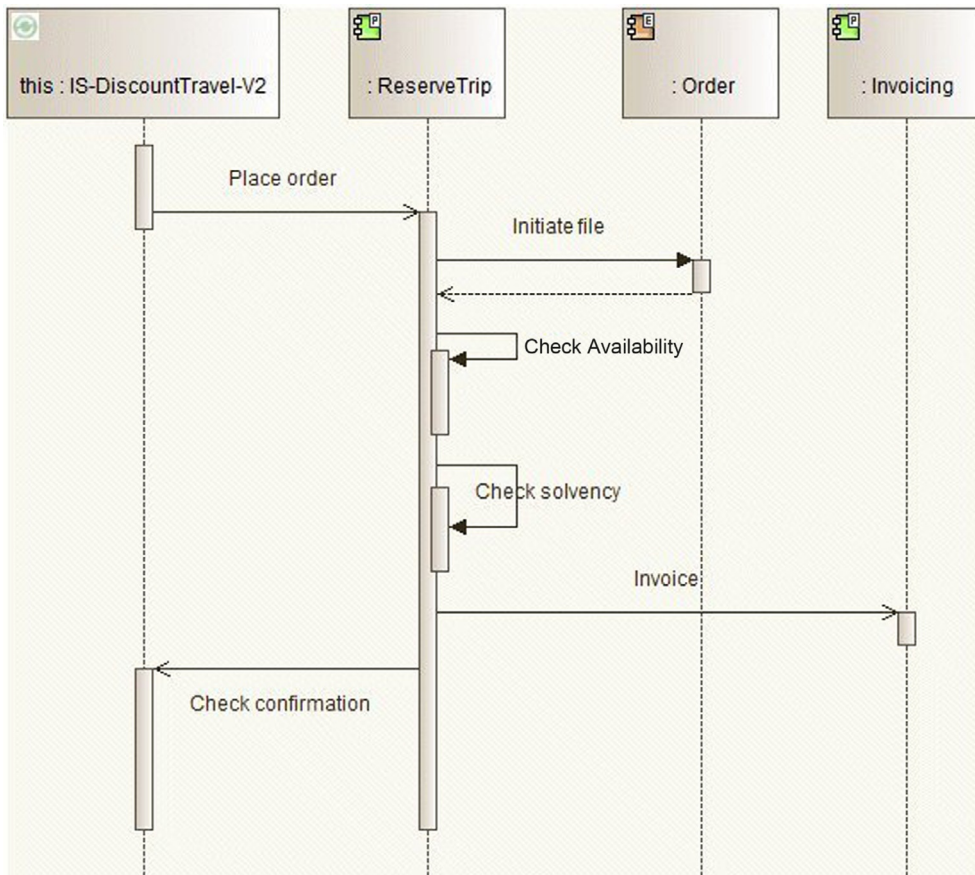 P
E
P
this : IS-DiscountTravel-V2
: ReserveTrip
: Order
: Invoicing
Place order
Initiate file
Check Availability
Check solvency
Invoice
Check confirmation